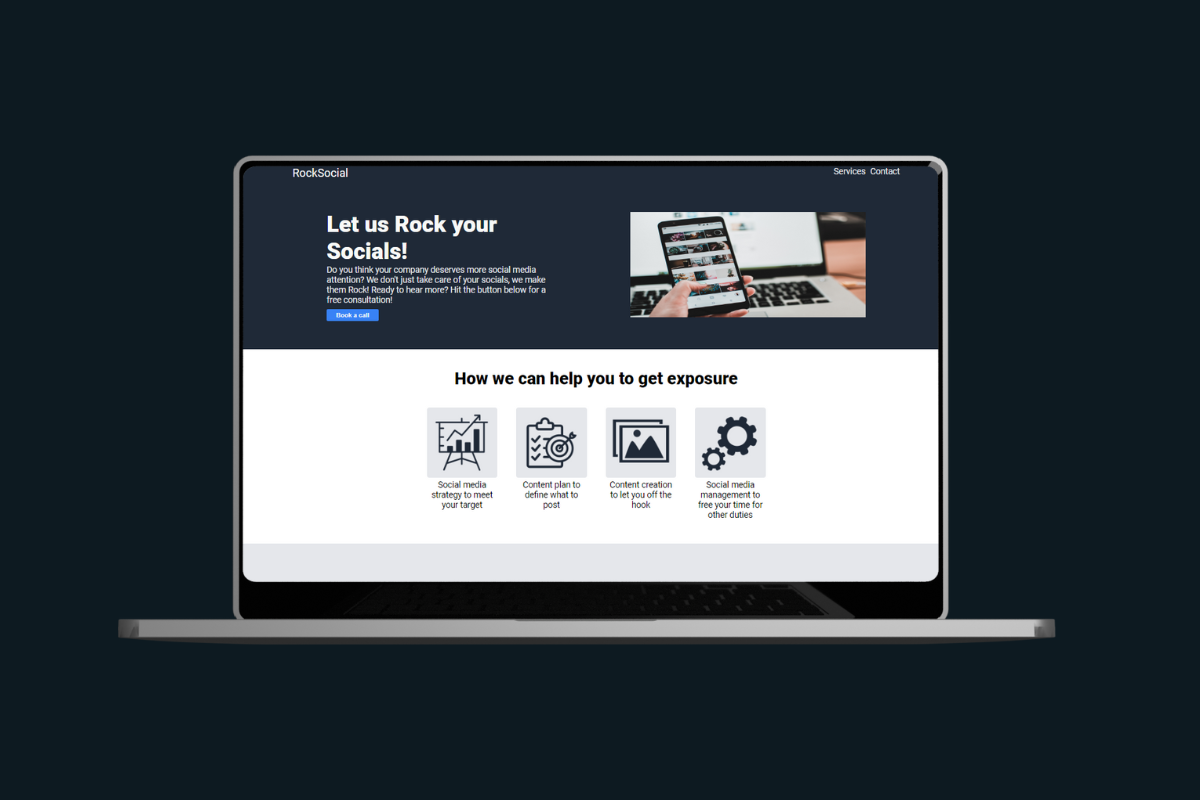 RockSocial
Services Contact
Let us Rock your
Socials!
Do you think your company deserves more social media
attention? We don't just take care of your socials, we make
them Rock! Ready to hear more? Hit the button below for a
free consultation!
Book a call
How we can help you to get exposure
Social media
strategy to meet
your target
Content plan to
define what to
post
Content creation
to let you off the
hook
Social media
management to
free your time for
other duties